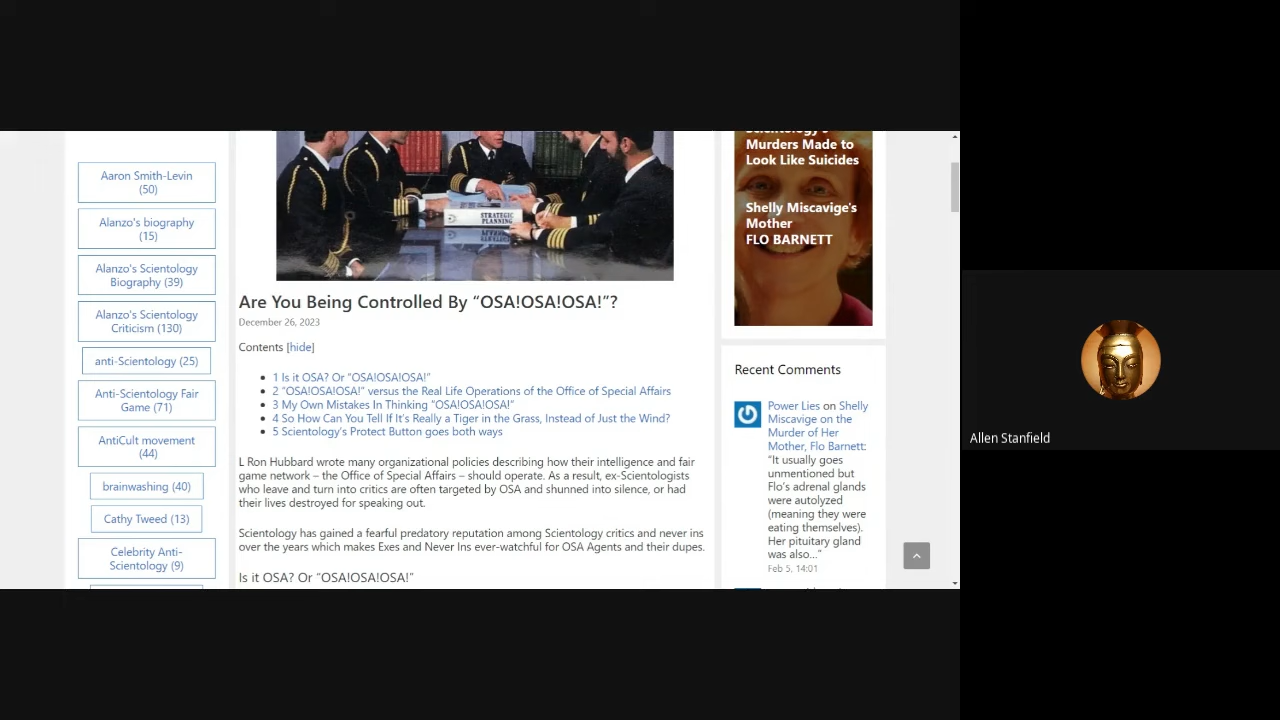 Aaron Smith-Levin
(50)
Alanzo's biography
(15)
Alanzo's Scientology
Biography (39)
Alanzo's Scientology
Criticism (130)
anti-Scientology (25)
Anti-Scientology Fair
Game (71)
AntiCult movement
(44)
brainwashing (40)
Cathy Tweed (13)
Celebrity Anti-
Scientology (9)
STRATEGIC
PLANNING
Are You Being Controlled By “OSA!OSA!OSA!”?
December 26, 2023
Contents [hide]
1 Is it OSA? Or “OSA!OSA!OSA!”
2 “OSA!OSA!OSA!” versus the Real Life Operations of the Office of Special Affairs
3 My Own Mistakes In Thinking “OSA!OSA!OSA!”
4 So How Can You Tell If It’s Really a Tiger in the Grass, Instead of Just the Wind?
5 Scientology’s Protect Button goes both ways
L Ron Hubbard wrote many organizational policies describing how their intelligence and fair
game network – the Office of Special Affairs – should operate. As a result, ex-Scientologists
who leave and turn into critics are often targeted by OSA and shunned into silence, or had
their lives destroyed for speaking out.
Scientology has gained a fearful predatory reputation among Scientology critics and never ins
over the years which makes Exes and Never Ins ever-watchful for OSA Agents and their dupes.
Is it OSA? Or “OSA!OSA!OSA!”
Scientology's
Murders Made to
Look Like Suicides
Shelly Miscavige's
Mother
FLO BARNETT
Recent Comments
Power Lies on Shelly
Miscavige on the
Murder of Her
Mother, Flo Barnett:
“It usually goes
unmentioned but
Flo’s adrenal glands
were autolyzed
(meaning they were
eating themselves).
Her pituitary gland
was also…”
Feb 5, 14:01
Allen Stanfield